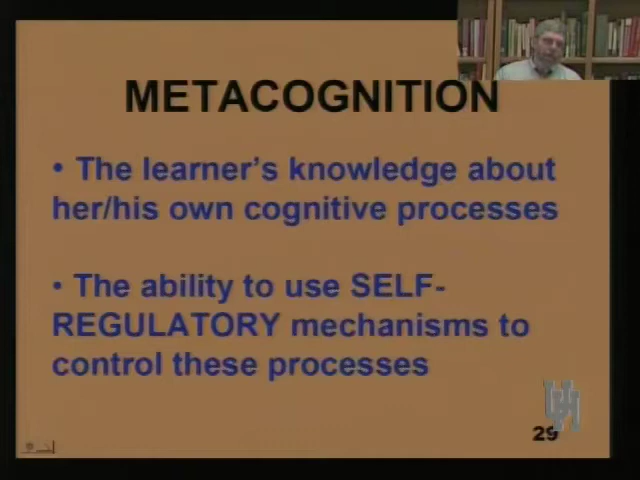 METACOGNITION
• The learner's knowledge about
her/his own cognitive processes
• The ability to use SELF-
REGULATORY mechanisms to
control these processes
UH
29